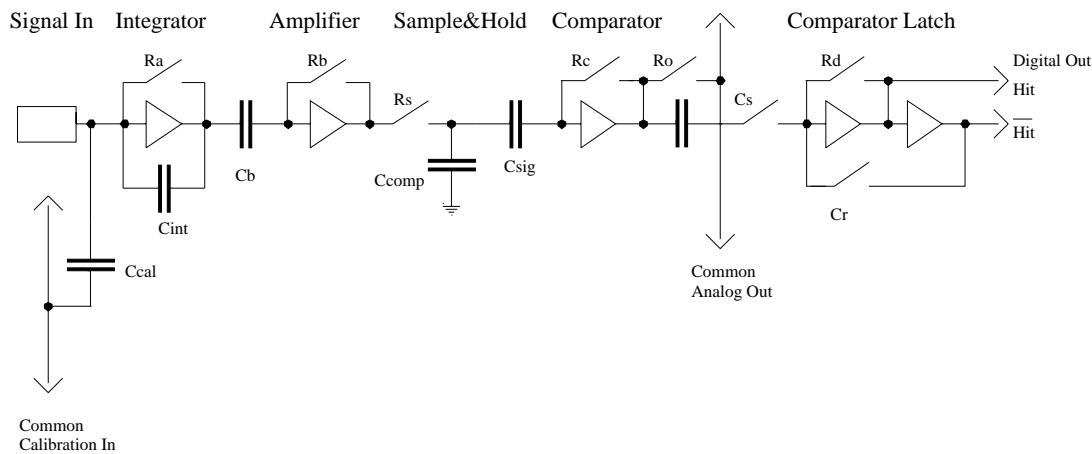 Signal In
Integrator
Amplifier
Sample&Hold
Comparator
Comparator Latch
Ra
Rb
Rs
Rc
Ro
Cs
Rd
Digital Out
Hit
Hit
Cb
Ccomp
Csig
Cint
Cr
Ccal
Common
Analog Out
Common
Calibration In